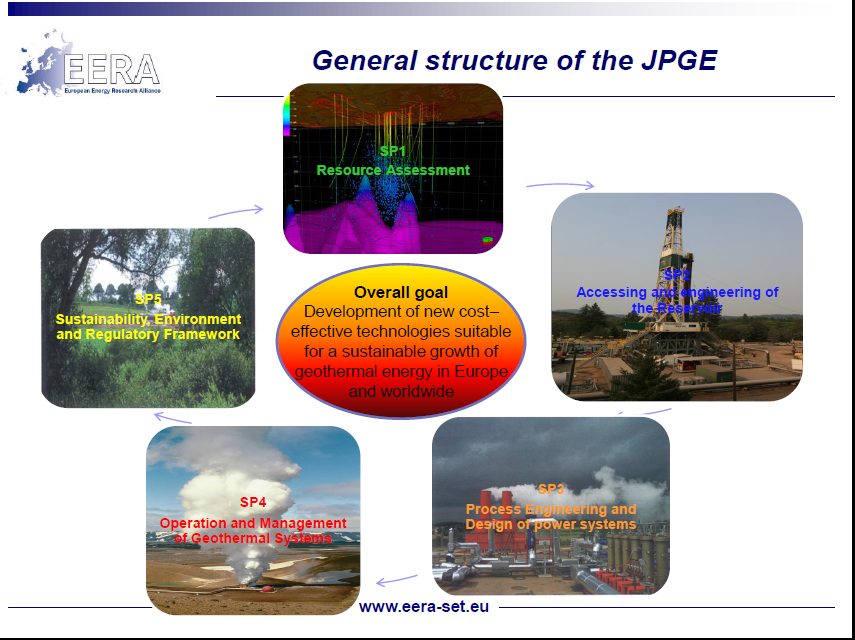 EERA
European Energy Research Alliance
General structure of the JPGE
SP1
Resource Assessment
SP2
Accessing and engineering of
the Reservoir
SP5
Sustainability, Environment
and Regulatory Framework
Overall goal
Development of new cost–
effective technologies suitable
for a sustainable growth of
geothermal energy in Europe
and worldwide
SP4
Operation and Management
of Geothermal Systems
SP3
Process Engineering and
Design of power systems
www.eera-set.eu